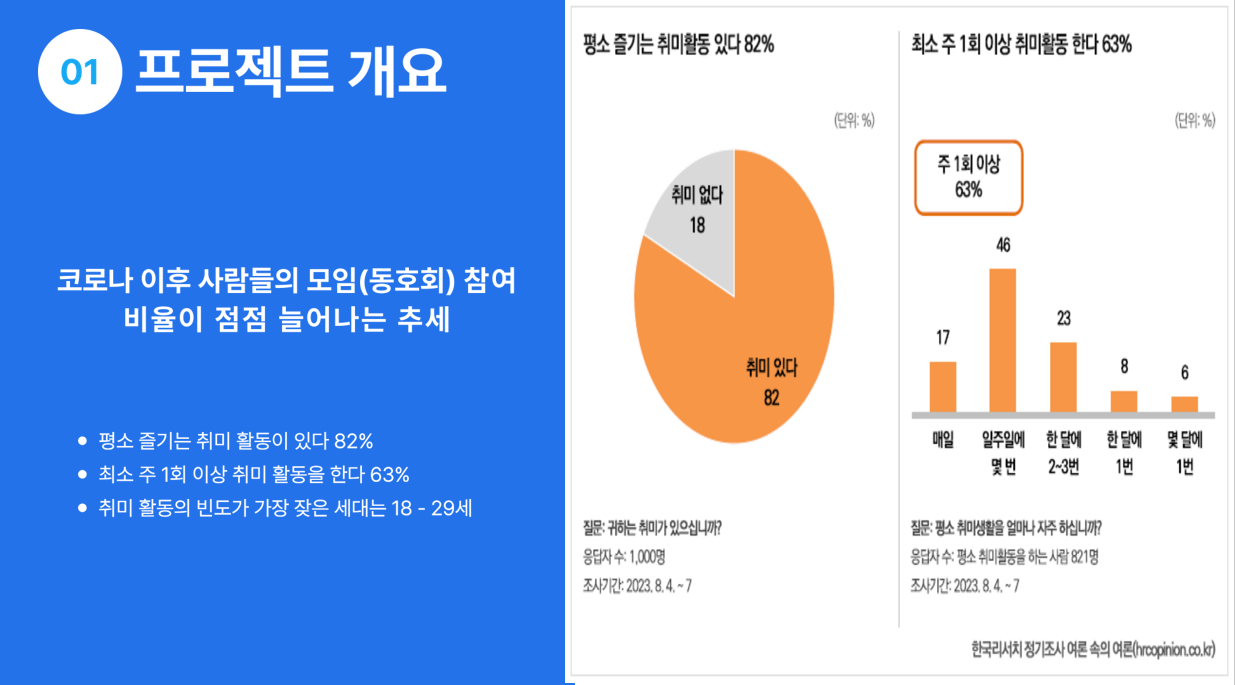 01 프로젝트 개요
코로나 이후 사람들의 모임(동호회) 참여
비율이 점점 늘어나는 추세
● 평소 즐기는 취미 활동이 있다 82%
● 최소 주 1회 이상 취미 활동을 한다 63%
● 취미 활동의 빈도가 가장 잦은 세대는 18 - 29세
평소 즐기는 취미활동 있다 82%
(단위: %)
취미 없다
18
취미 있다
82
질문: 귀하는 취미가 있으십니까?
응답자 수: 1,000명
조사기간: 2023. 8. 4. ~ 7
최소 주 1회 이상 취미활동 한다 63%
(단위: %)
주 1회 이상
63%
17
46
23
8
6
매일
일주일에
몇 번
한 달에
2~3번
한 달에
1번
몇 달에
1번
질문: 평소 취미생활을 얼마나 자주 하십니까?
응답자 수: 평소 취미활동을 하는 사람 821명
조사기간: 2023. 8. 4. ~ 7
한국리서치 정기조사 여론 속의 여론(hrcopinion.co.kr)